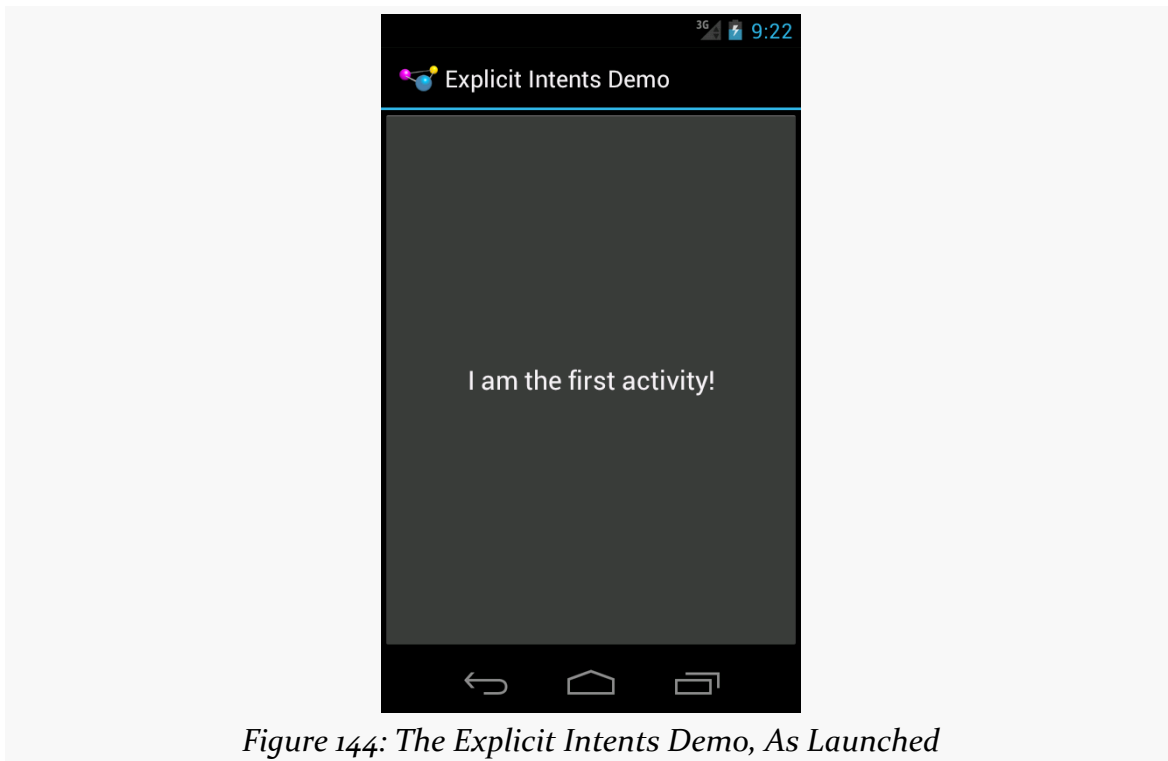 3G 9:22
Explicit Intents Demo
I am the first activity!
Figure 144: The Explicit Intents Demo, As Launched